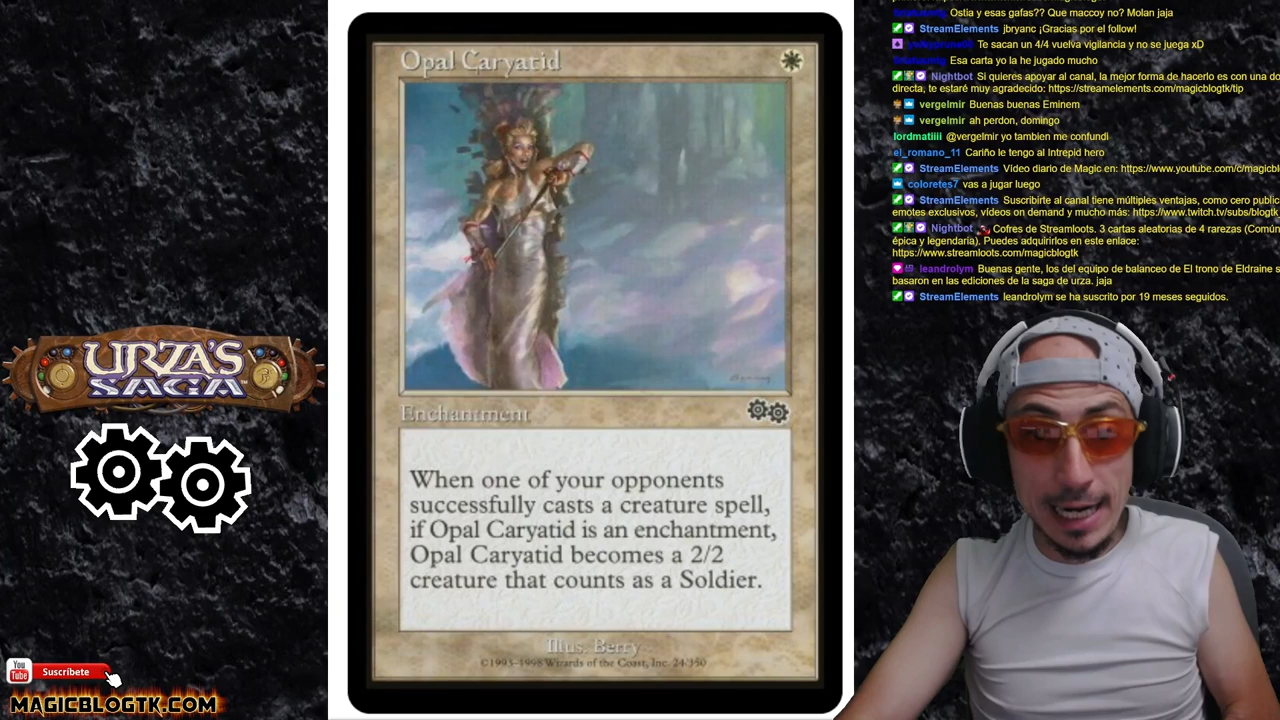 Ostia y esas gafas?? Que maccoy no? Molan jaja
StreamElements jbryanc ¡Gracias por el follow!
Te sacan un 4/4 vuelva vigilancia y no se juega xD
Esa carta yo la he jugado mucho
Nightbot Si quieres apoyar al canal, la mejor forma de hacerlo es con una do
directa, te estaré muy agradecido: https://streamelements.com/magicblogtk/tip
vergelmir Buenas buenas Eminem
vergelmir ah perdon, domingo
lordmatiiii @vergelmir yo tambien me confundi
el_romano_11 Cariño le tengo al Intrepid hero
StreamElements Vídeo diario de Magic en: https://www.youtube.com/c/magicbl
coloretes7 vas a jugar luego
StreamElements Suscribirte al canal tiene múltiples ventajas, como cero public
emotes exclusivos, vídeos on demand y mucho más: https://www.twitch.tv/subs/blogtk
Nightbot Cofres de Streamloots. 3 cartas aleatorias de 4 rarezas (Común
épica y legendaria). Puedes adquirirlos en este enlace:
https://www.streamloots.com/magicblogtk
leandrolym Buenas gente, los del equipo de balanceo de El trono de Eldraine s
basaron en las ediciones de la saga de urza. jaja
StreamElements leandrolym se ha suscrito por 19 meses seguidos.
Opal Caryatid
Enchantment
When one of your opponents
successfully casts a creature spell,
if Opal Caryatid is an enchantment,
Opal Caryatid becomes a 2/2
creature that counts as a Soldier.
Illus. Berry
©1993-1998 Wizards of the Coast, Inc. 24/350
URZA'S
SAGA
You
Tube
Suscríbete
MAGICBLOGTK.COM